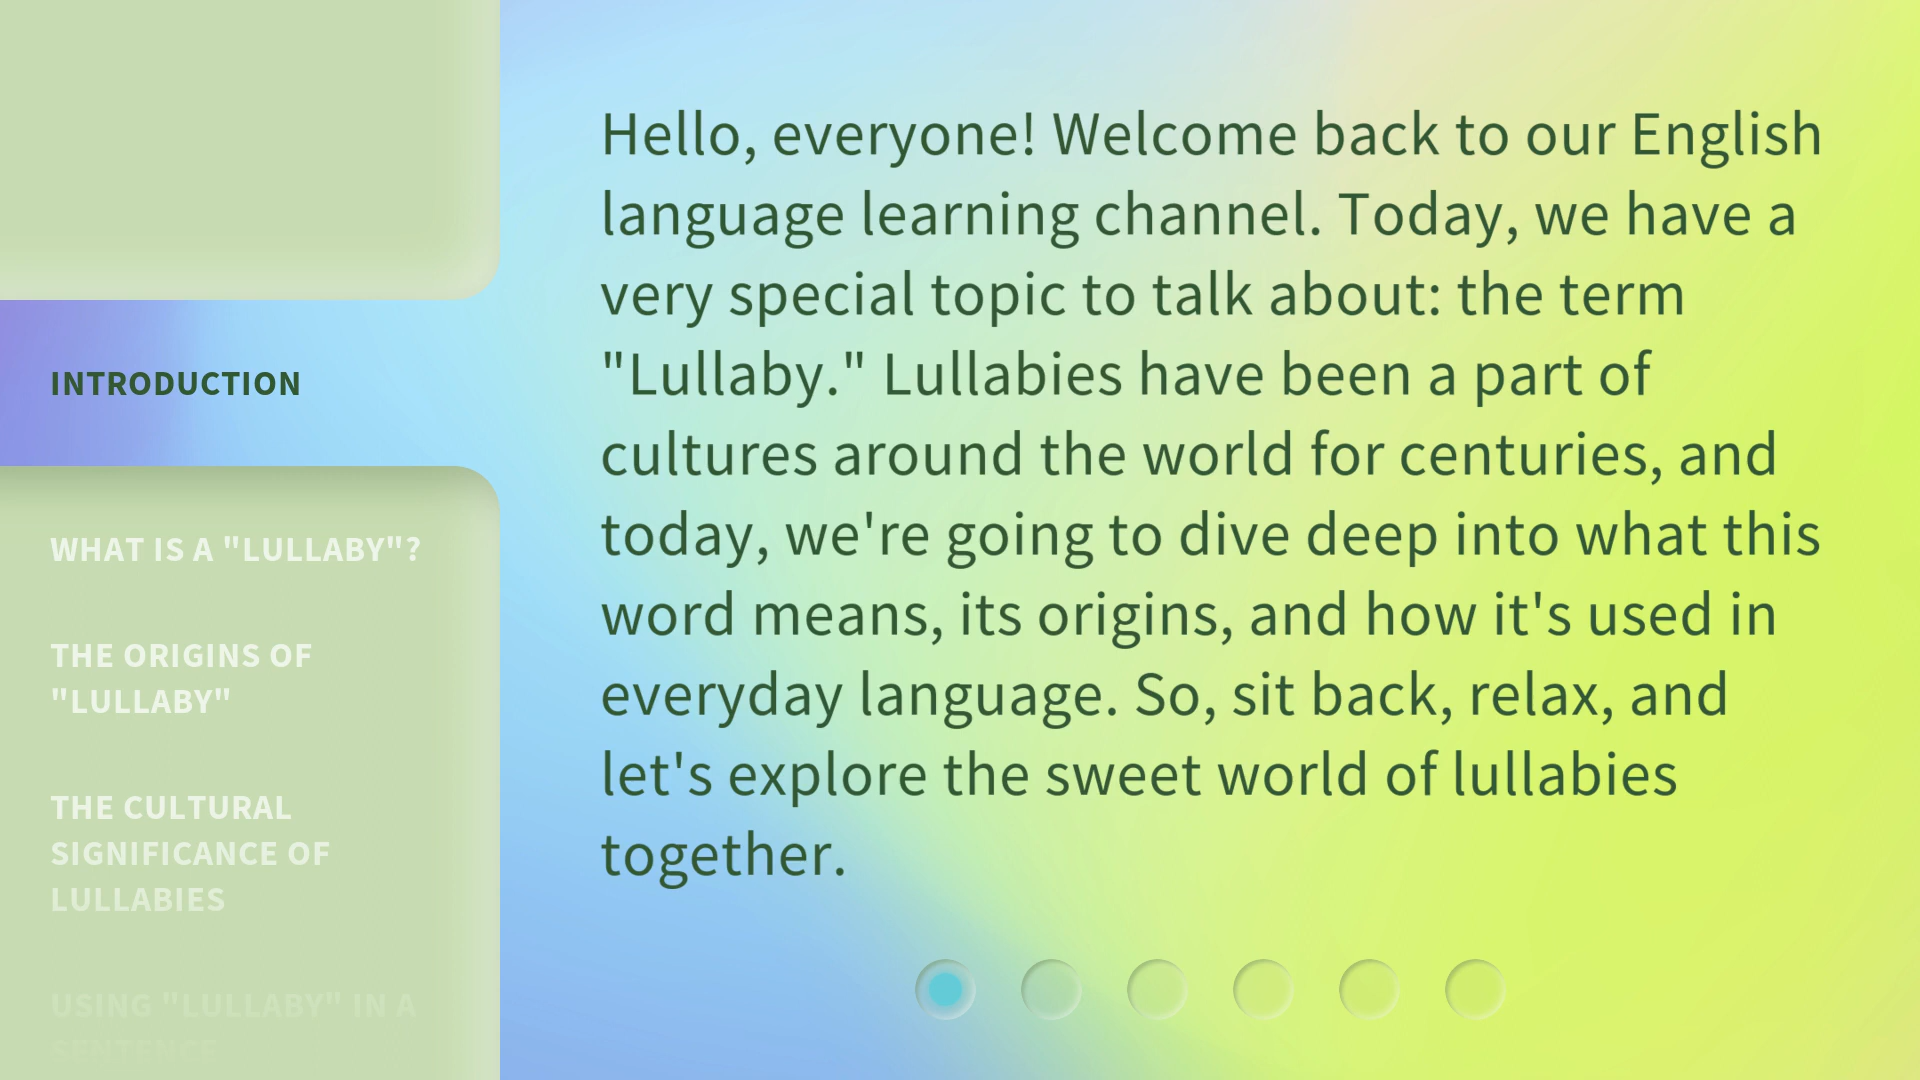 INTRODUCTION
WHAT IS A "LULLABY"?
THE ORIGINS OF
"LULLABY"
THE CULTURAL
SIGNIFICANCE OF
LULLABIES
USING "LULLABY" IN A
SENTENCE
Hello, everyone! Welcome back to our English
language learning channel. Today, we have a
very special topic to talk about: the term
"Lullaby." Lullabies have been a part of
cultures around the world for centuries, and
today, we're going to dive deep into what this
word means, its origins, and how it's used in
everyday language. So, sit back, relax, and
let's explore the sweet world of lullabies
together.